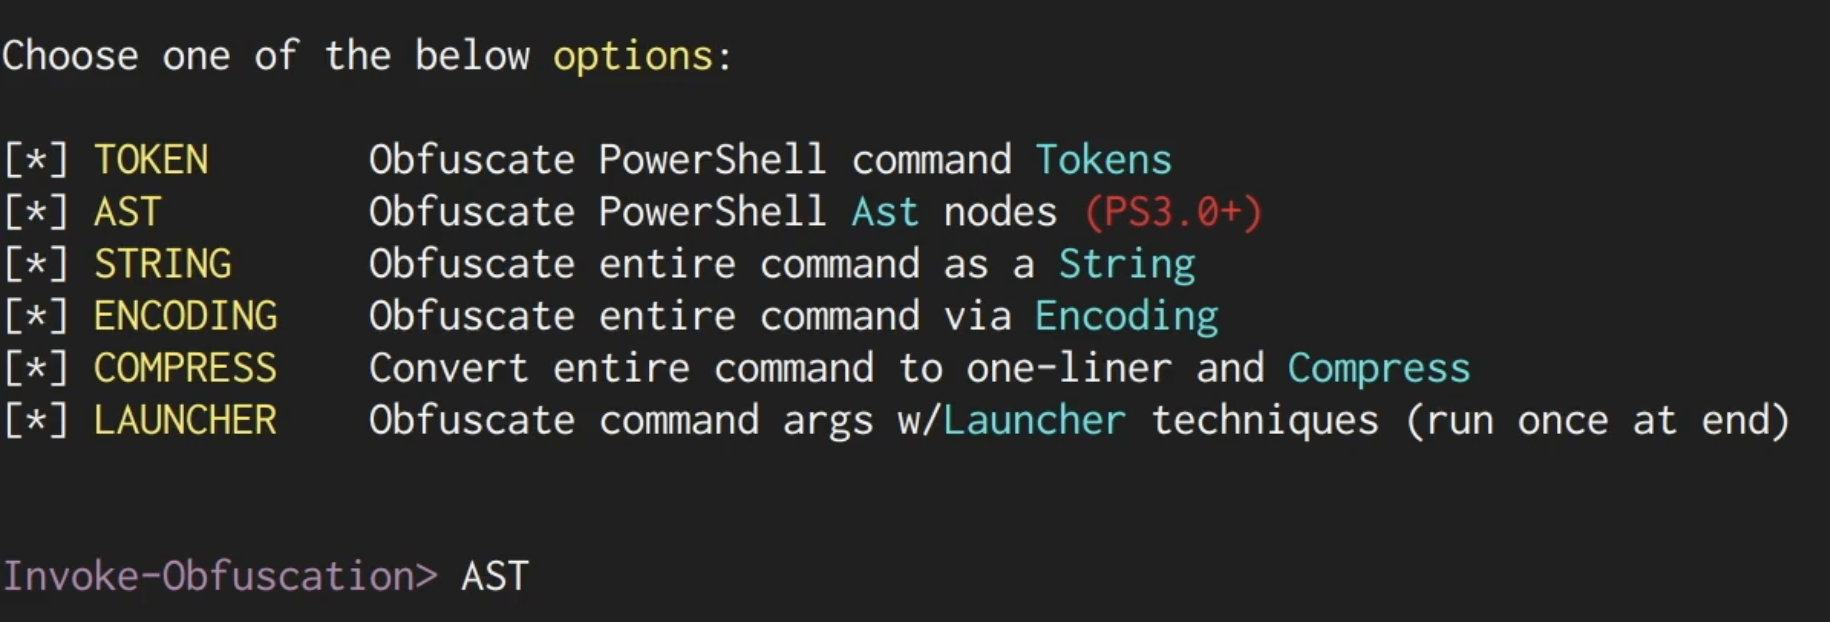 Choose one of the below options:
[*] TOKEN Obfuscate PowerShell command Tokens
[*] AST Obfuscate PowerShell Ast nodes (PS3.0+)
[*] STRING Obfuscate entire command as a String
[*] ENCODING Obfuscate entire command via Encoding
[*] COMPRESS Convert entire command to one-liner and Compress
[*] LAUNCHER Obfuscate command args w/Launcher techniques (run once at end)
Invoke-Obfuscation> AST